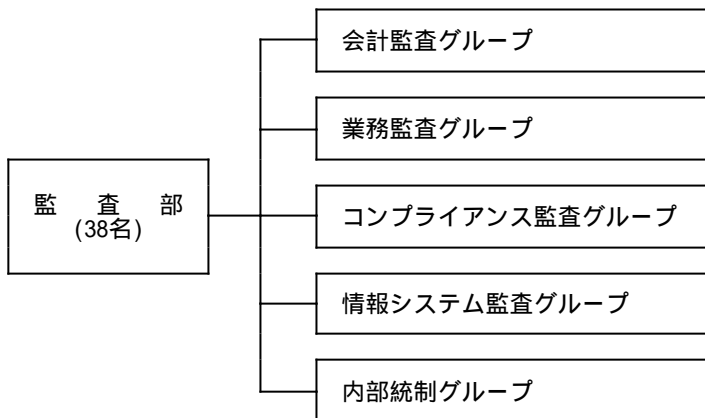 会計監査グループ
業務監査グループ
監 査 部
(38名)
コンプライアンス監査グループ
情報システム監査グループ
内部統制グループ